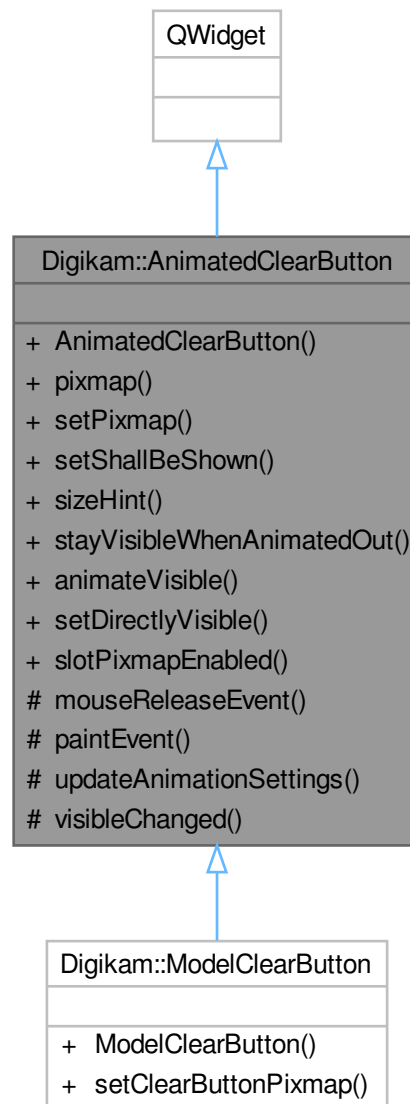 QWidget
Digikam::AnimatedClearButton
+ AnimatedClearButton()
+ pixmap()
+ setPixmap()
+ setShallBeShown()
+ sizeHint()
+ stayVisibleWhenAnimatedOut()
+ animateVisible()
+ setDirectlyVisible()
+ slotPixmapEnabled()
# mouseReleaseEvent()
# paintEvent()
# updateAnimationSettings()
# visibleChanged()
Digikam::ModelClearButton
+ ModelClearButton()
+ setClearButtonPixmap()